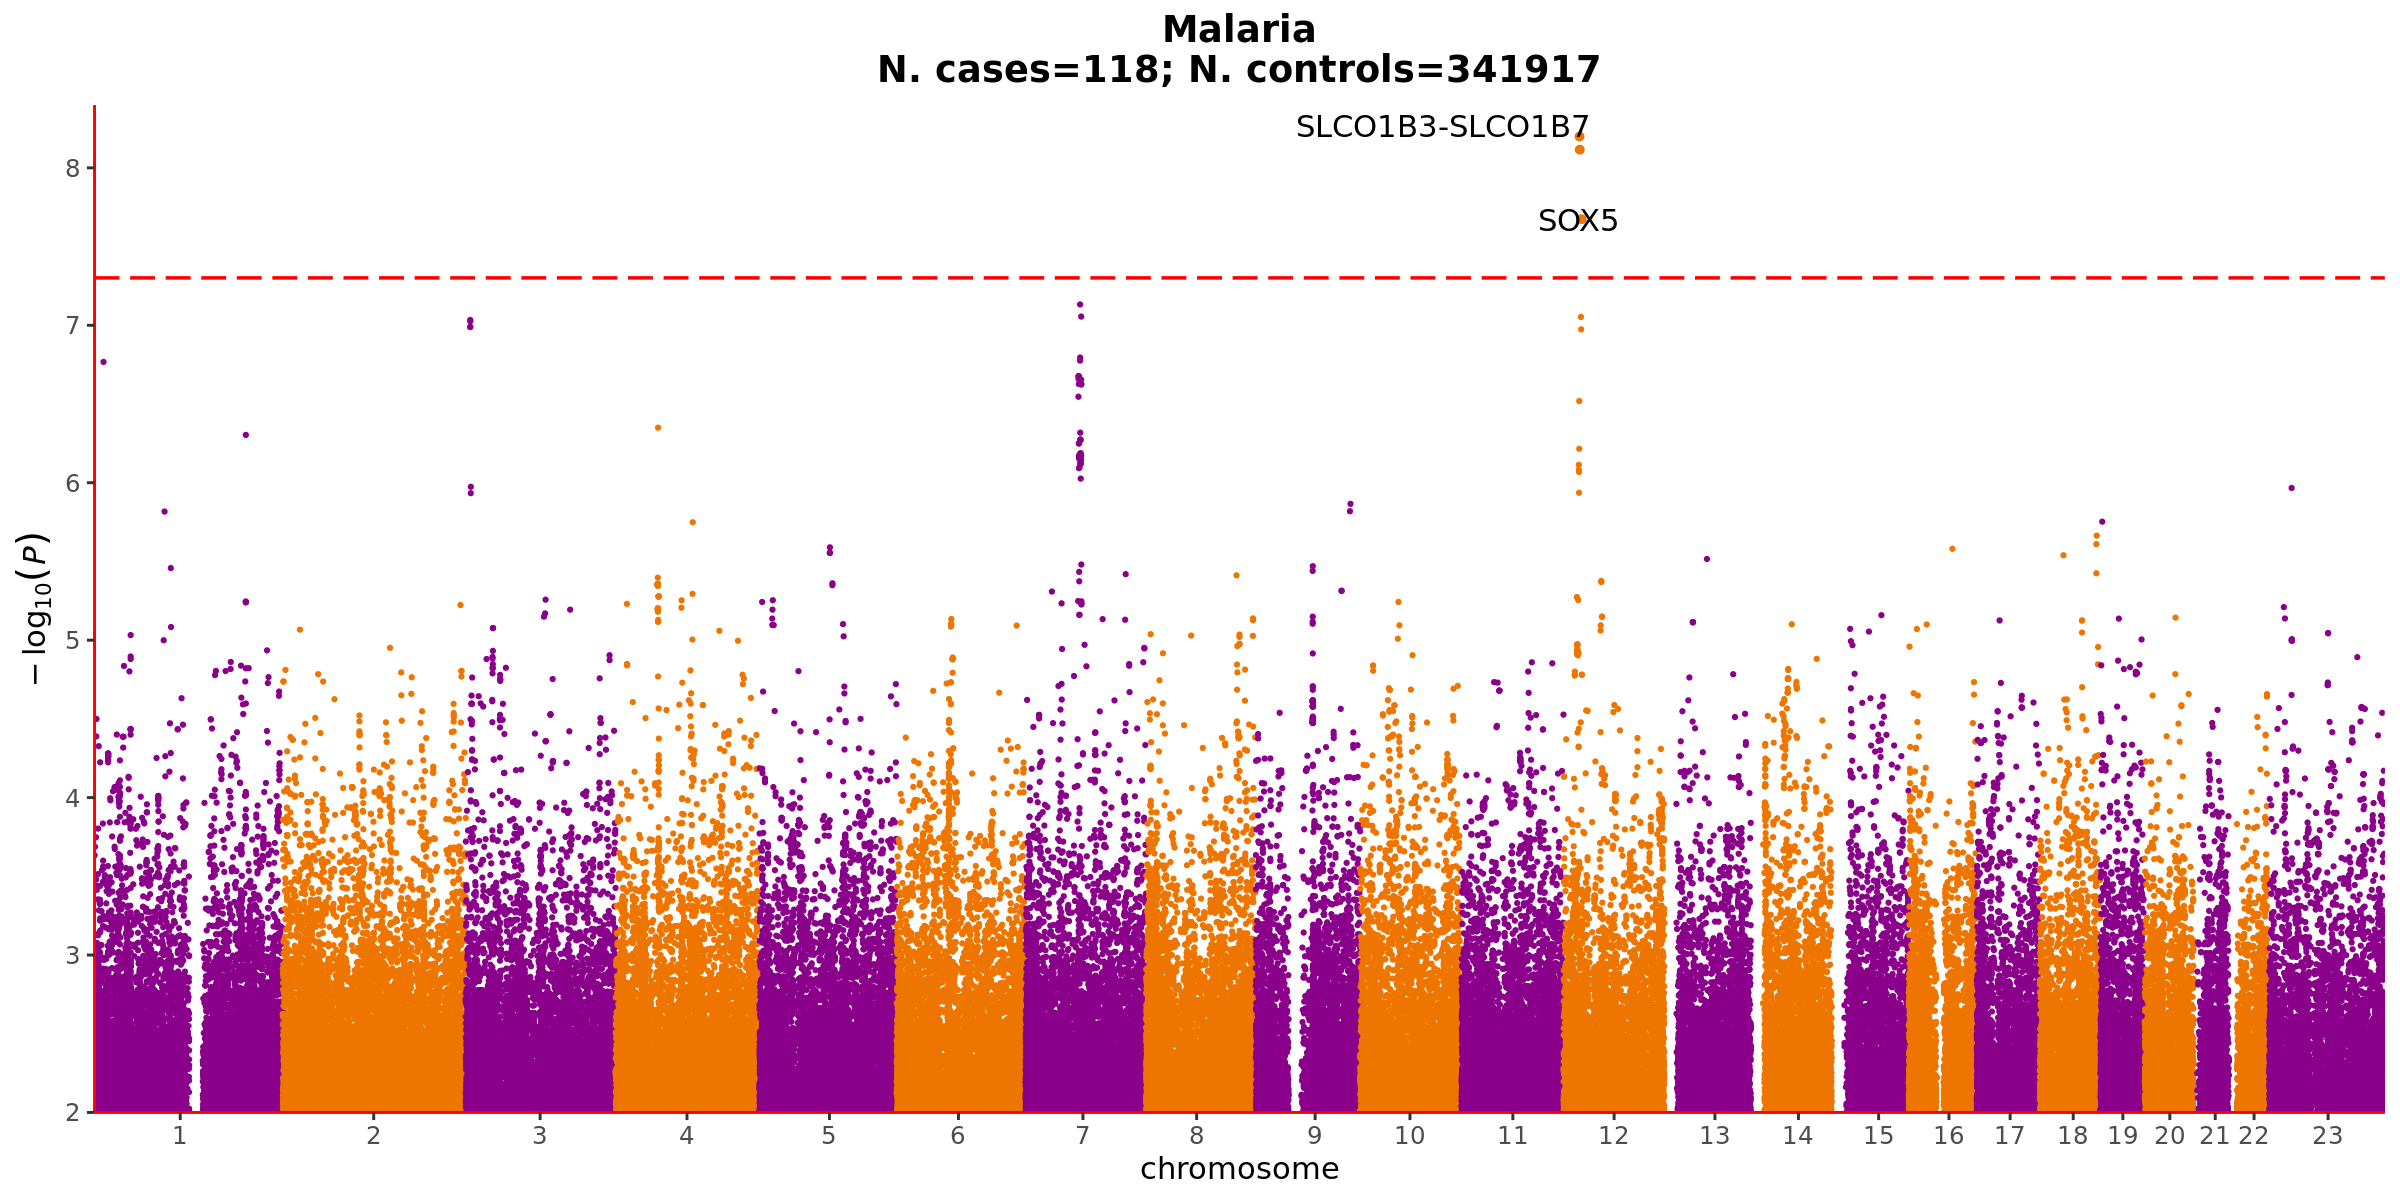 Malaria
N. cases=118; N. controls=341917
SLCO1B3-SLCO1B7
8
SOX5
7
6
− log10(P)
5
4
3
2
1 2 3 4 5 6 7 8 9 10 11 12 13 14 15 16 17 18 19 20 21 22 23
chromosome